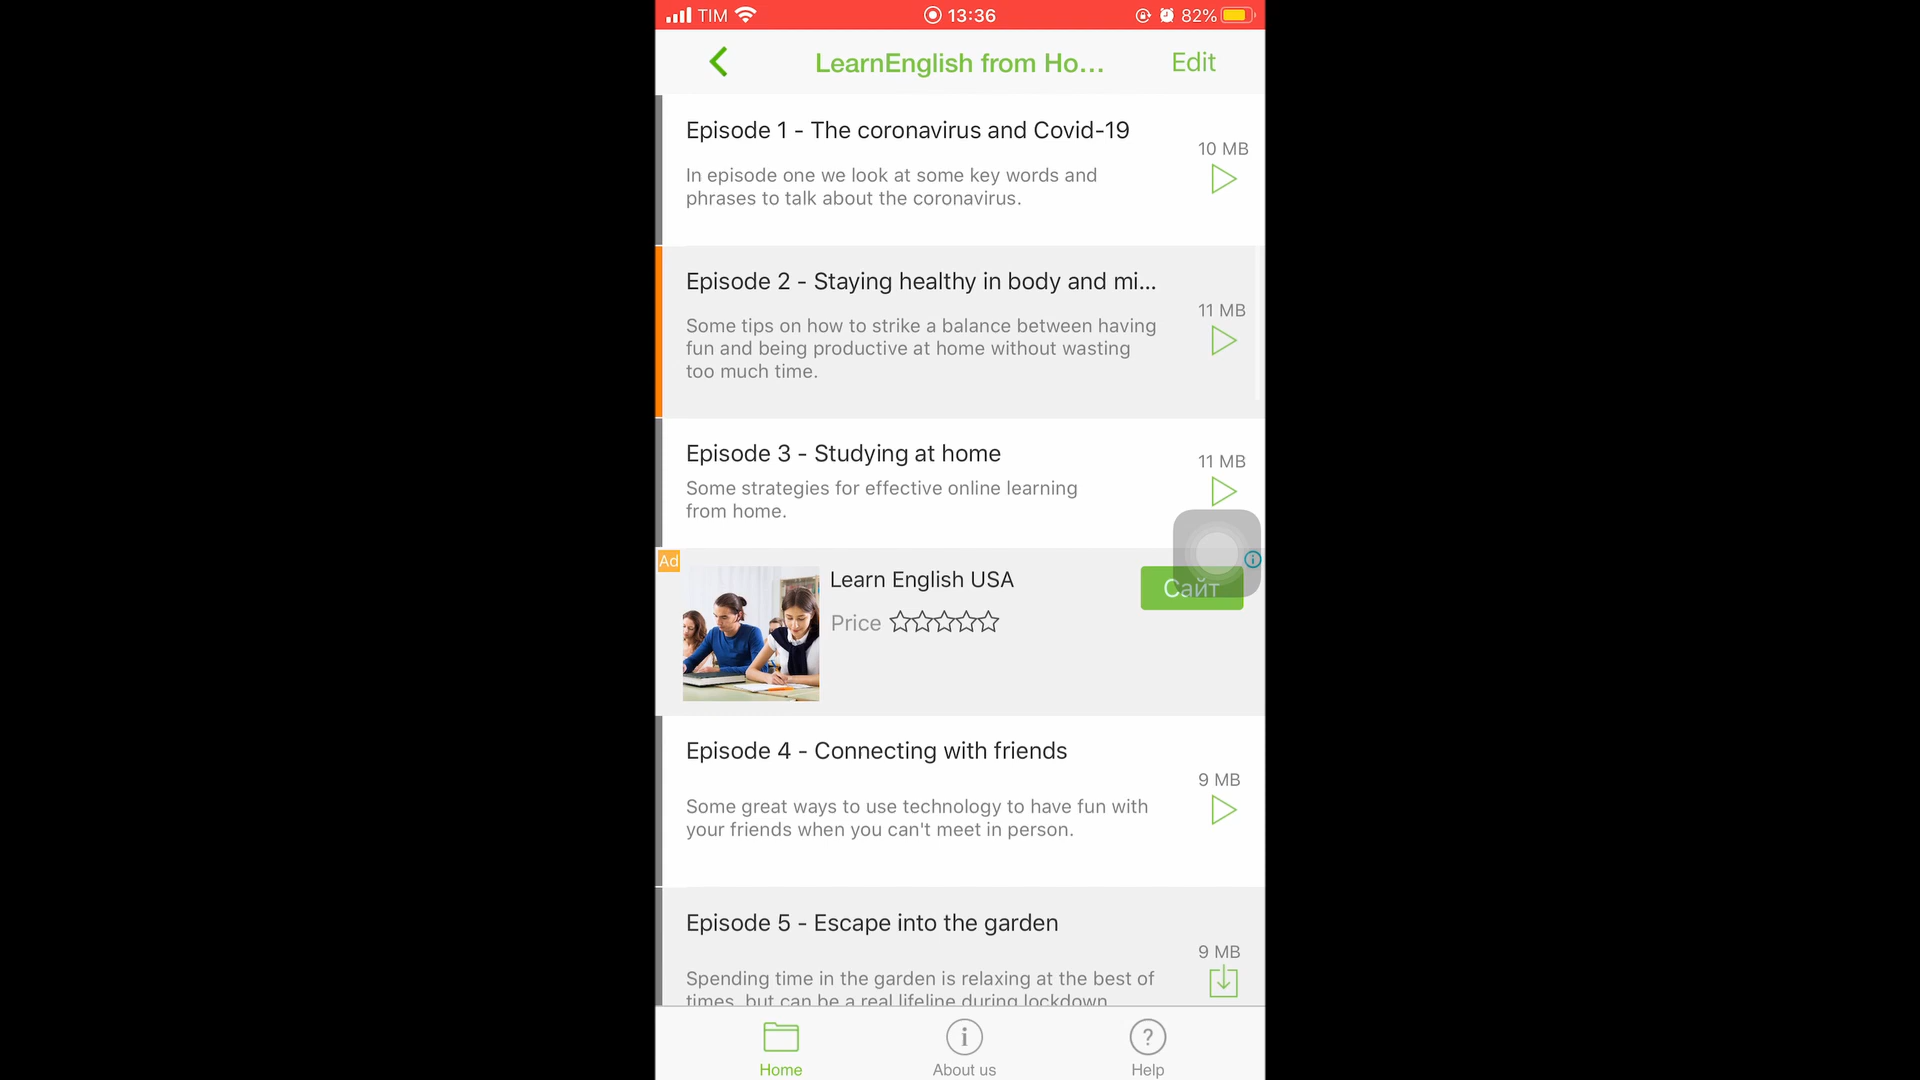 TIM 13:36 82%
LearnEnglish from Ho... Edit
Episode 1 - The coronavirus and Covid-19
10 MB
In episode one we look at some key words and
phrases to talk about the coronavirus.
Episode 2 - Staying healthy in body and mi...
11 MB
Some tips on how to strike a balance between having
fun and being productive at home without wasting
too much time.
Episode 3 - Studying at home
11 MB
Some strategies for effective online learning
from home.
Ad
Learn English USA
Сайт
Price
Episode 4 - Connecting with friends
9 MB
Some great ways to use technology to have fun with
your friends when you can't meet in person.
Episode 5 - Escape into the garden
9 MB
Spending time in the garden is relaxing at the best of
times, but can be a real lifeline during lockdown
Home About us Help